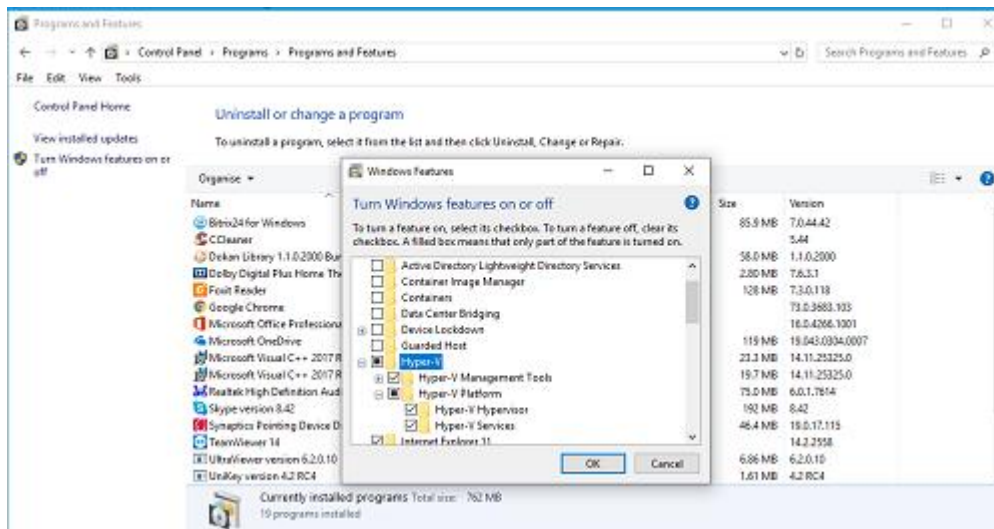 Programs and Features
Control Panel › Programs › Programs and Features
Search Programs and Features
File Edit View Tools
Control Panel Home
View installed updates
Turn Windows features on or off
Uninstall or change a program
To uninstall a program, select it from the list and then click Uninstall, Change or Repair.
Organise
Name Size Version
Bitrix24 for Windows 85.9 MB 7.0.44.42
CCleaner 5.44
Dokan Library 1.1.0.2000 Bun 58.0 MB 1.1.0.2000
Dolby Digital Plus Home Th 2.80 MB 7.6.3.1
Foxit Reader 128 MB 7.3.0.118
Google Chrome 73.0.3683.103
Microsoft Office Professiona 16.0.4266.1001
Microsoft OneDrive 119 MB 19.043.0304.0007
Microsoft Visual C++ 2017 R 23.3 MB 14.11.25325.0
Microsoft Visual C++ 2017 R 19.7 MB 14.11.25325.0
Realtek High Definition Aud 75.0 MB 6.0.1.7614
Skype version 8.42 192 MB 8.42
Synaptics Pointing Device D 46.4 MB 19.0.17.115
TeamViewer 14 14.2.2558
UltraViewer version 6.2.0.10 6.86 MB 6.2.0.10
UniKey version 4.2 RC4 1.61 MB 4.2 RC4
Currently installed programs Total size: 762 MB
19 programs installed
Windows Features
Turn Windows features on or off
To turn a feature on, select its checkbox. To turn a feature off, clear its
checkbox. A filled box means that only part of the feature is turned on.
Active Directory Lightweight Directory Services
Container Image Manager
Containers
Data Center Bridging
Device Lockdown
Guarded Host
Hyper-V
Hyper-V Management Tools
Hyper-V Platform
Hyper-V Hypervisor
Hyper-V Services
Internet Explorer 11
OK Cancel